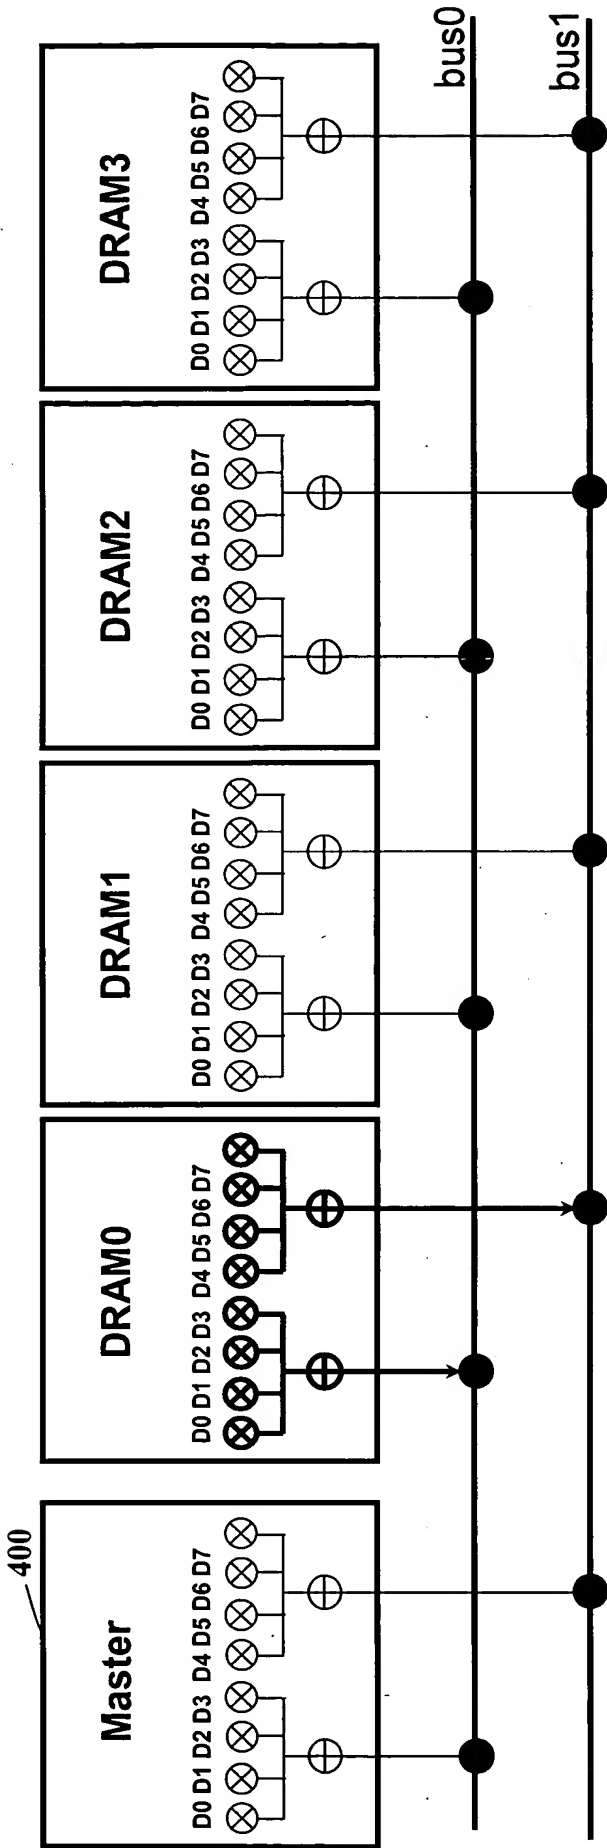 400
Master
D0 D1 D2 D3 D4 D5 D6 D7
DRAM0
D0 D1 D2 D3 D4 D5 D6 D7
DRAM1
D0 D1 D2 D3 D4 D5 D6 D7
DRAM2
D0 D1 D2 D3 D4 D5 D6 D7
DRAM3
D0 D1 D2 D3 D4 D5 D6 D7
bus0
bus1